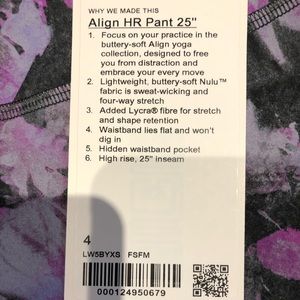 WHY WE MADE THIS
Align HR Pant 25"
1. Focus on your practice in the
buttery-soft Align yoga
collection, designed to free
you from distraction and
embrace your every move
2. Lightweight, buttery-soft Nulu™
fabric is sweat-wicking and
four-way stretch
3. Added Lycra® fibre for stretch
and shape retention
4. Waistband lies flat and won't
dig in
5. Hidden waistband pocket
6. High rise, 25" inseam
4
LW5BYXS FSFM
000124950679